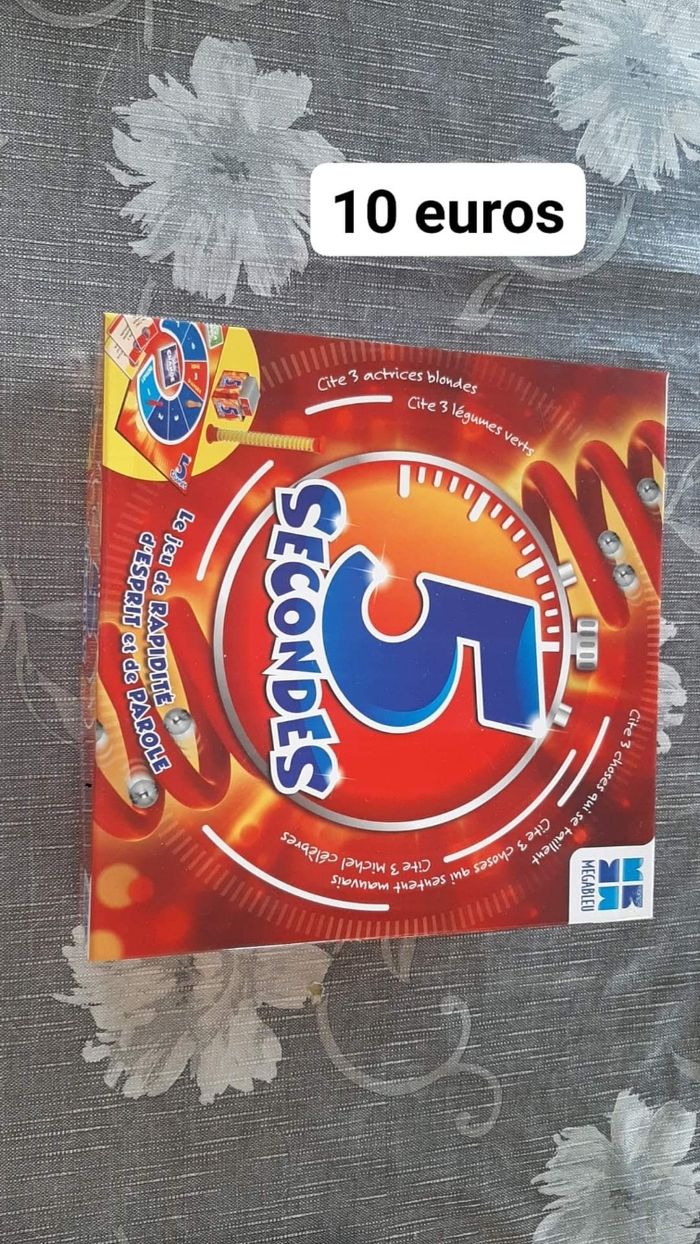 10 euros
Cite 3 actrices blondes
Cite 3 légumes verts
5
SECONDES
Le jeu de RAPIDITÉ
d'ESPRIT et de PAROLE
Cite 3 choses qui se taillent
Cite 3 choses qui sentent mauvais
Cite 3 Michel célèbres
MEGABLEU